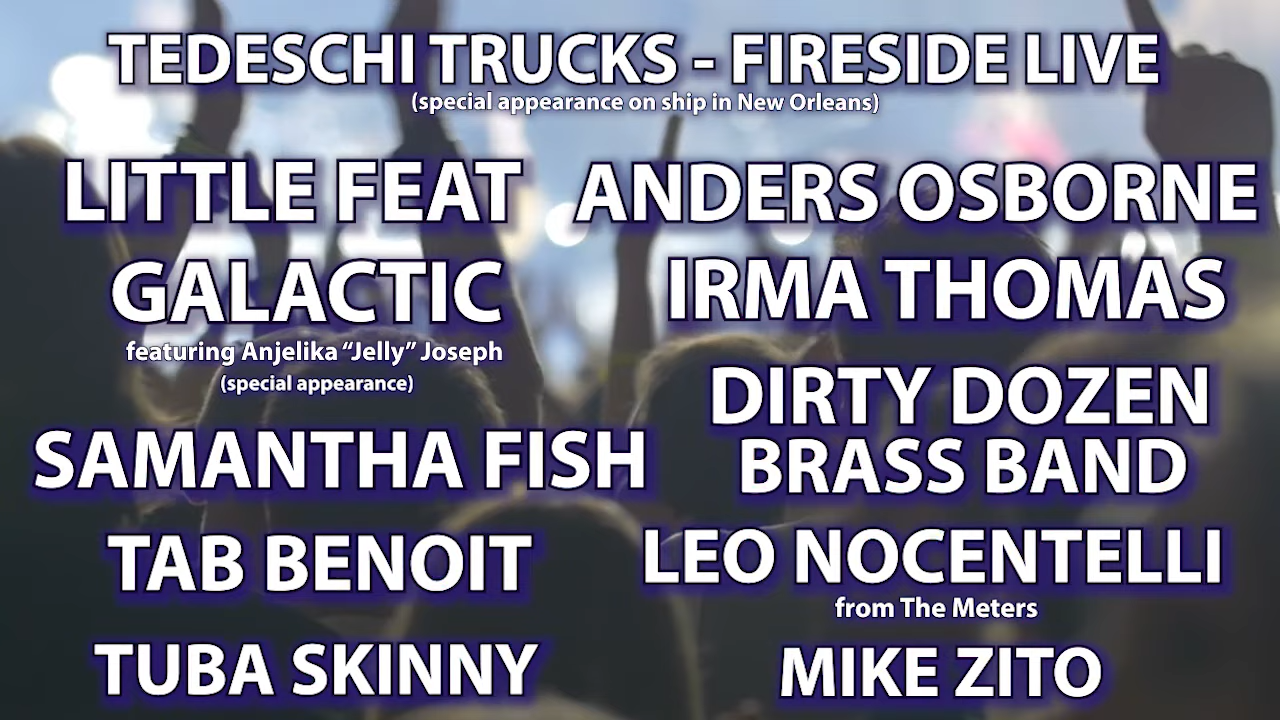 TEDESCHI TRUCKS - FIRESIDE LIVE
(special appearance on ship in New Orleans)
LITTLE FEAT
GALACTIC
featuring Anjelika “Jelly” Joseph
(special appearance)
SAMANTHA FISH
TAB BENOIT
TUBA SKINNY
ANDERS OSBORNE
IRMA THOMAS
DIRTY DOZEN
BRASS BAND
LEO NOCENTELLI
from The Meters
MIKE ZITO